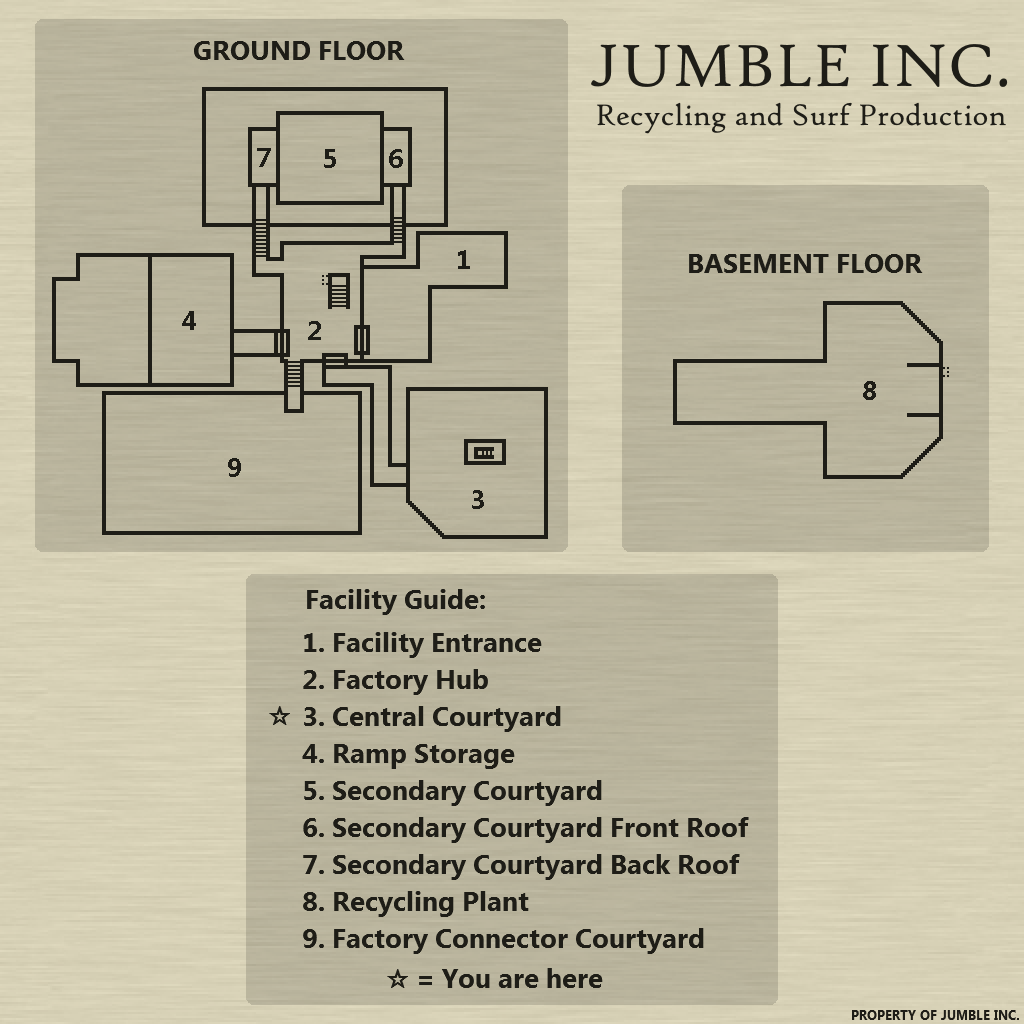 GROUND FLOOR
JUMBLE INC.
Recycling and Surf Production
7
5
6
1
4
2
9
3
BASEMENT FLOOR
8
Facility Guide:
1. Facility Entrance
2. Factory Hub
☆ 3. Central Courtyard
4. Ramp Storage
5. Secondary Courtyard
6. Secondary Courtyard Front Roof
7. Secondary Courtyard Back Roof
8. Recycling Plant
9. Factory Connector Courtyard
☆ = You are here
PROPERTY OF JUMBLE INC.